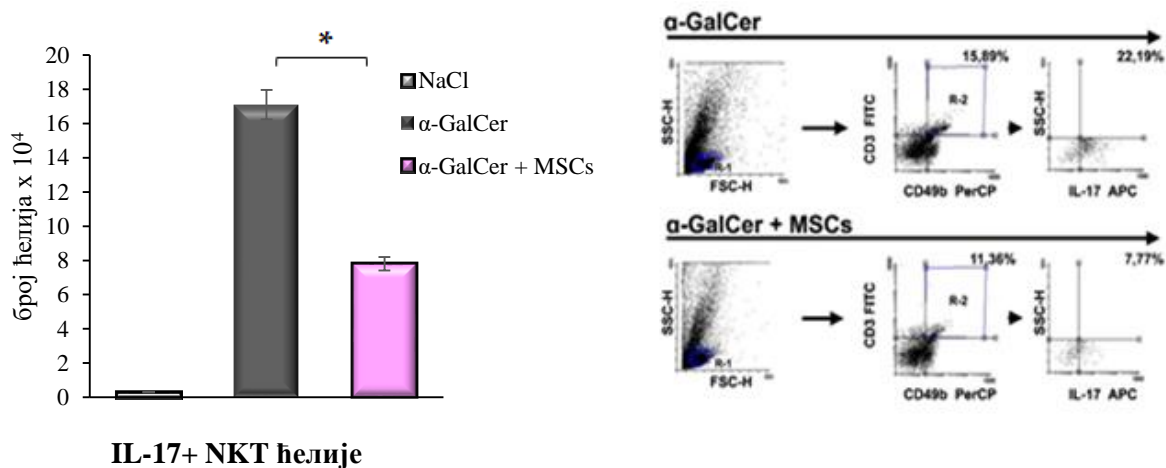 20
18
16
14
12
10
8
6
4
2
0
број ћелија x 10⁴
*
NaCl
α-GalCer
α-GalCer + MSCs
IL-17+ NKT ћелије
α-GalCer
SSC-H
R-1
FSC-H
15,89%
CD3 FITC
R-2
CD49b PerCP
22,19%
SSC-H
IL-17 APC
α-GalCer + MSCs
SSC-H
R-1
FSC-H
11,36%
CD3 FITC
R-2
CD49b PerCP
7,77%
SSC-H
IL-17 APC